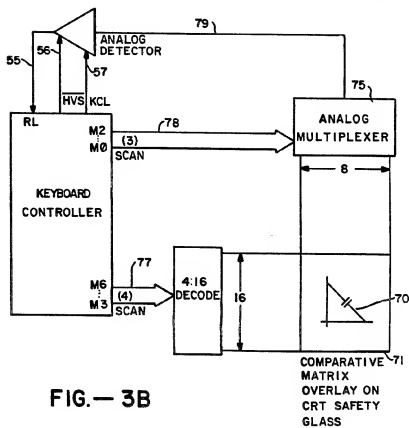 79
ANALOG
DETECTOR
55
56
57
75
HVS KCL
RL
M2
M0
(3)
SCAN
78
ANALOG
MULTIPLEXER
8
KEYBOARD
CONTROLLER
M6
M3
77
(4)
SCAN
4:16
DECODE
16
70
71
COMPARATIVE
MATRIX
OVERLAY ON
CRT SAFETY
GLASS
FIG.— 3B